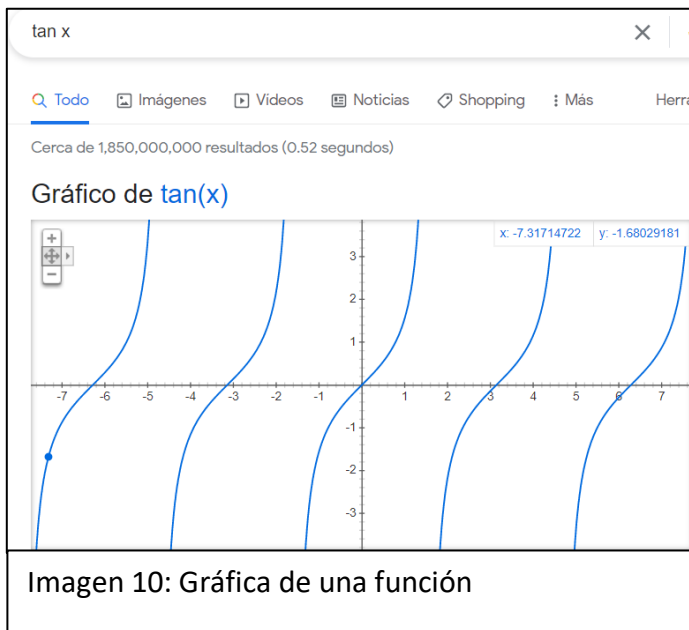 tan x
Todo Imágenes Videos Noticias Shopping Más Herra
Cerca de 1,850,000,000 resultados (0.52 segundos)
Gráfico de tan(x)
x: -7.31714722 y: -1.68029181
3
2
1
-7 -6 -5 -4 -3 -2 -1 0 1 2 3 4 5 6 7
-1
-2
-3
Imagen 10: Gráfica de una función